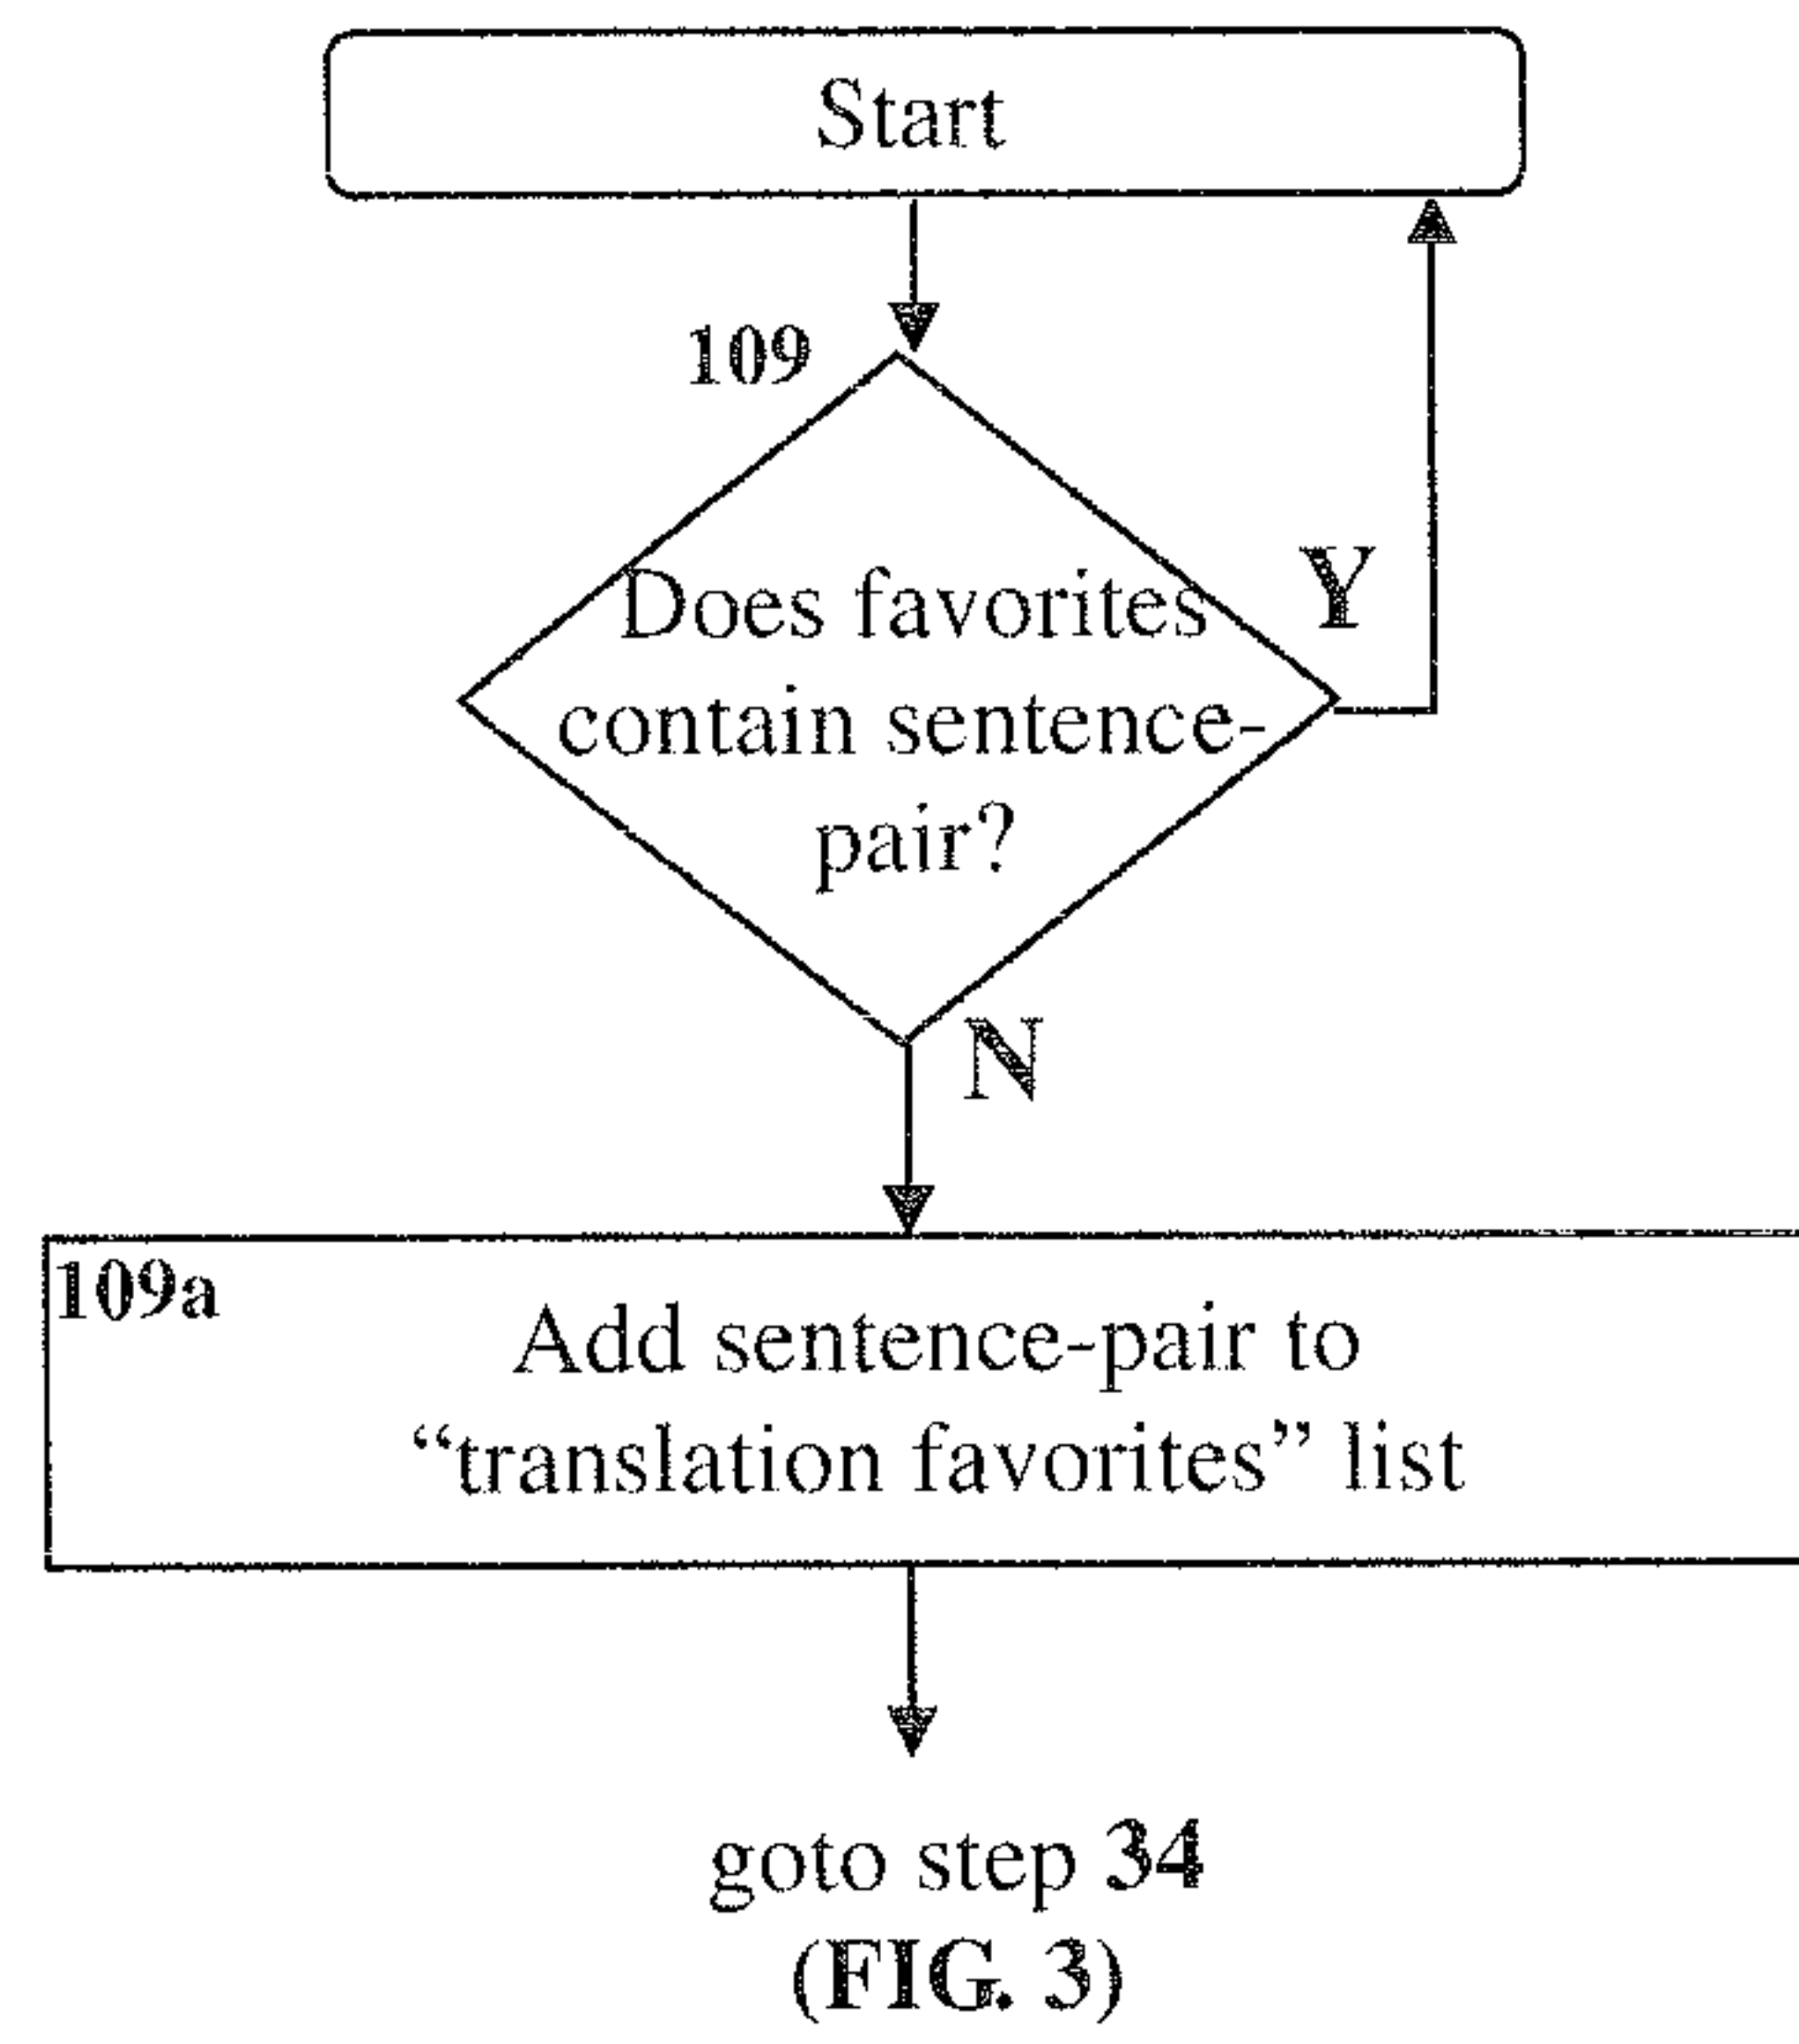 Start
109
Does favorites
Y
contain sentence-
pair?
N
109a
Add sentence-pair to
“translation favorites” list
goto step 34
(FIG. 3)